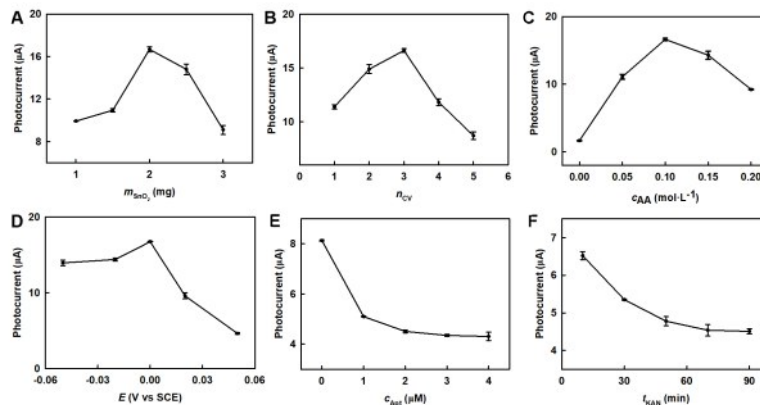 A
B
C
20
16
12
8
Photocurrent (μA)
1
2
3
m_SnO₂ (mg)
20
15
10
Photocurrent (μA)
0
1
2
3
4
5
6
n_CV
20
10
0
Photocurrent (μA)
0.00
0.05
0.10
0.15
0.20
c_AA (mol·L⁻¹)
D
E
F
20
10
0
Photocurrent (μA)
-0.06
-0.03
0.00
0.03
0.06
E (V vs SCE)
8
6
4
Photocurrent (μA)
0
1
2
3
4
c_Apt (μM)
7
6
5
4
Photocurrent (μA)
0
30
60
90
t_KAN (min)